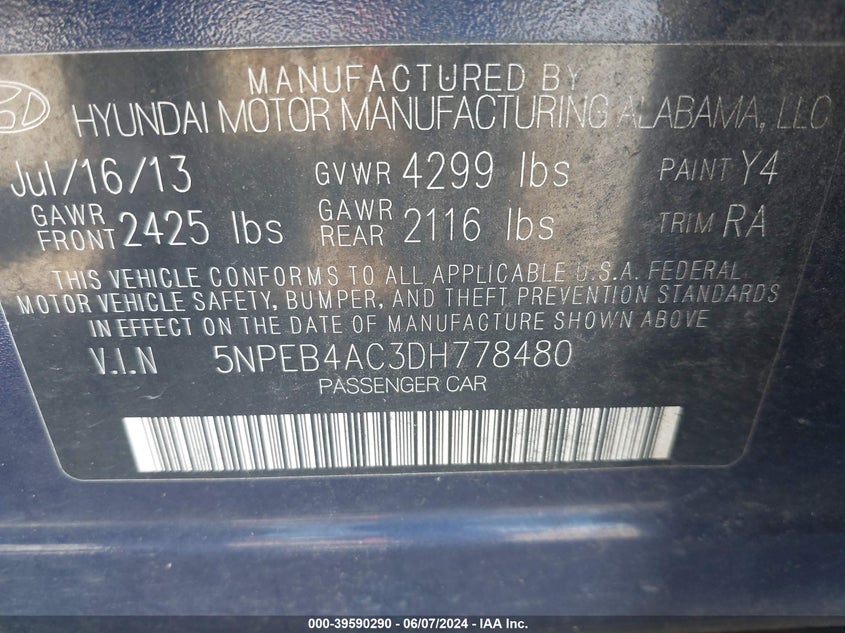 MANUFACTURED BY
HYUNDAI MOTOR MANUFACTURING ALABAMA, LLC
Jul/16/13 GVWR 4299 lbs PAINT Y4
GAWR FRONT 2425 lbs GAWR REAR 2116 lbs TRIM RA
THIS VEHICLE CONFORMS TO ALL APPLICABLE U.S.A. FEDERAL
MOTOR VEHICLE SAFETY, BUMPER, AND THEFT PREVENTION STANDARDS
IN EFFECT ON THE DATE OF MANUFACTURE SHOWN ABOVE.
V.I.N 5NPEB4AC3DH778480
PASSENGER CAR
000-39590290 - 06/07/2024 - IAA Inc.